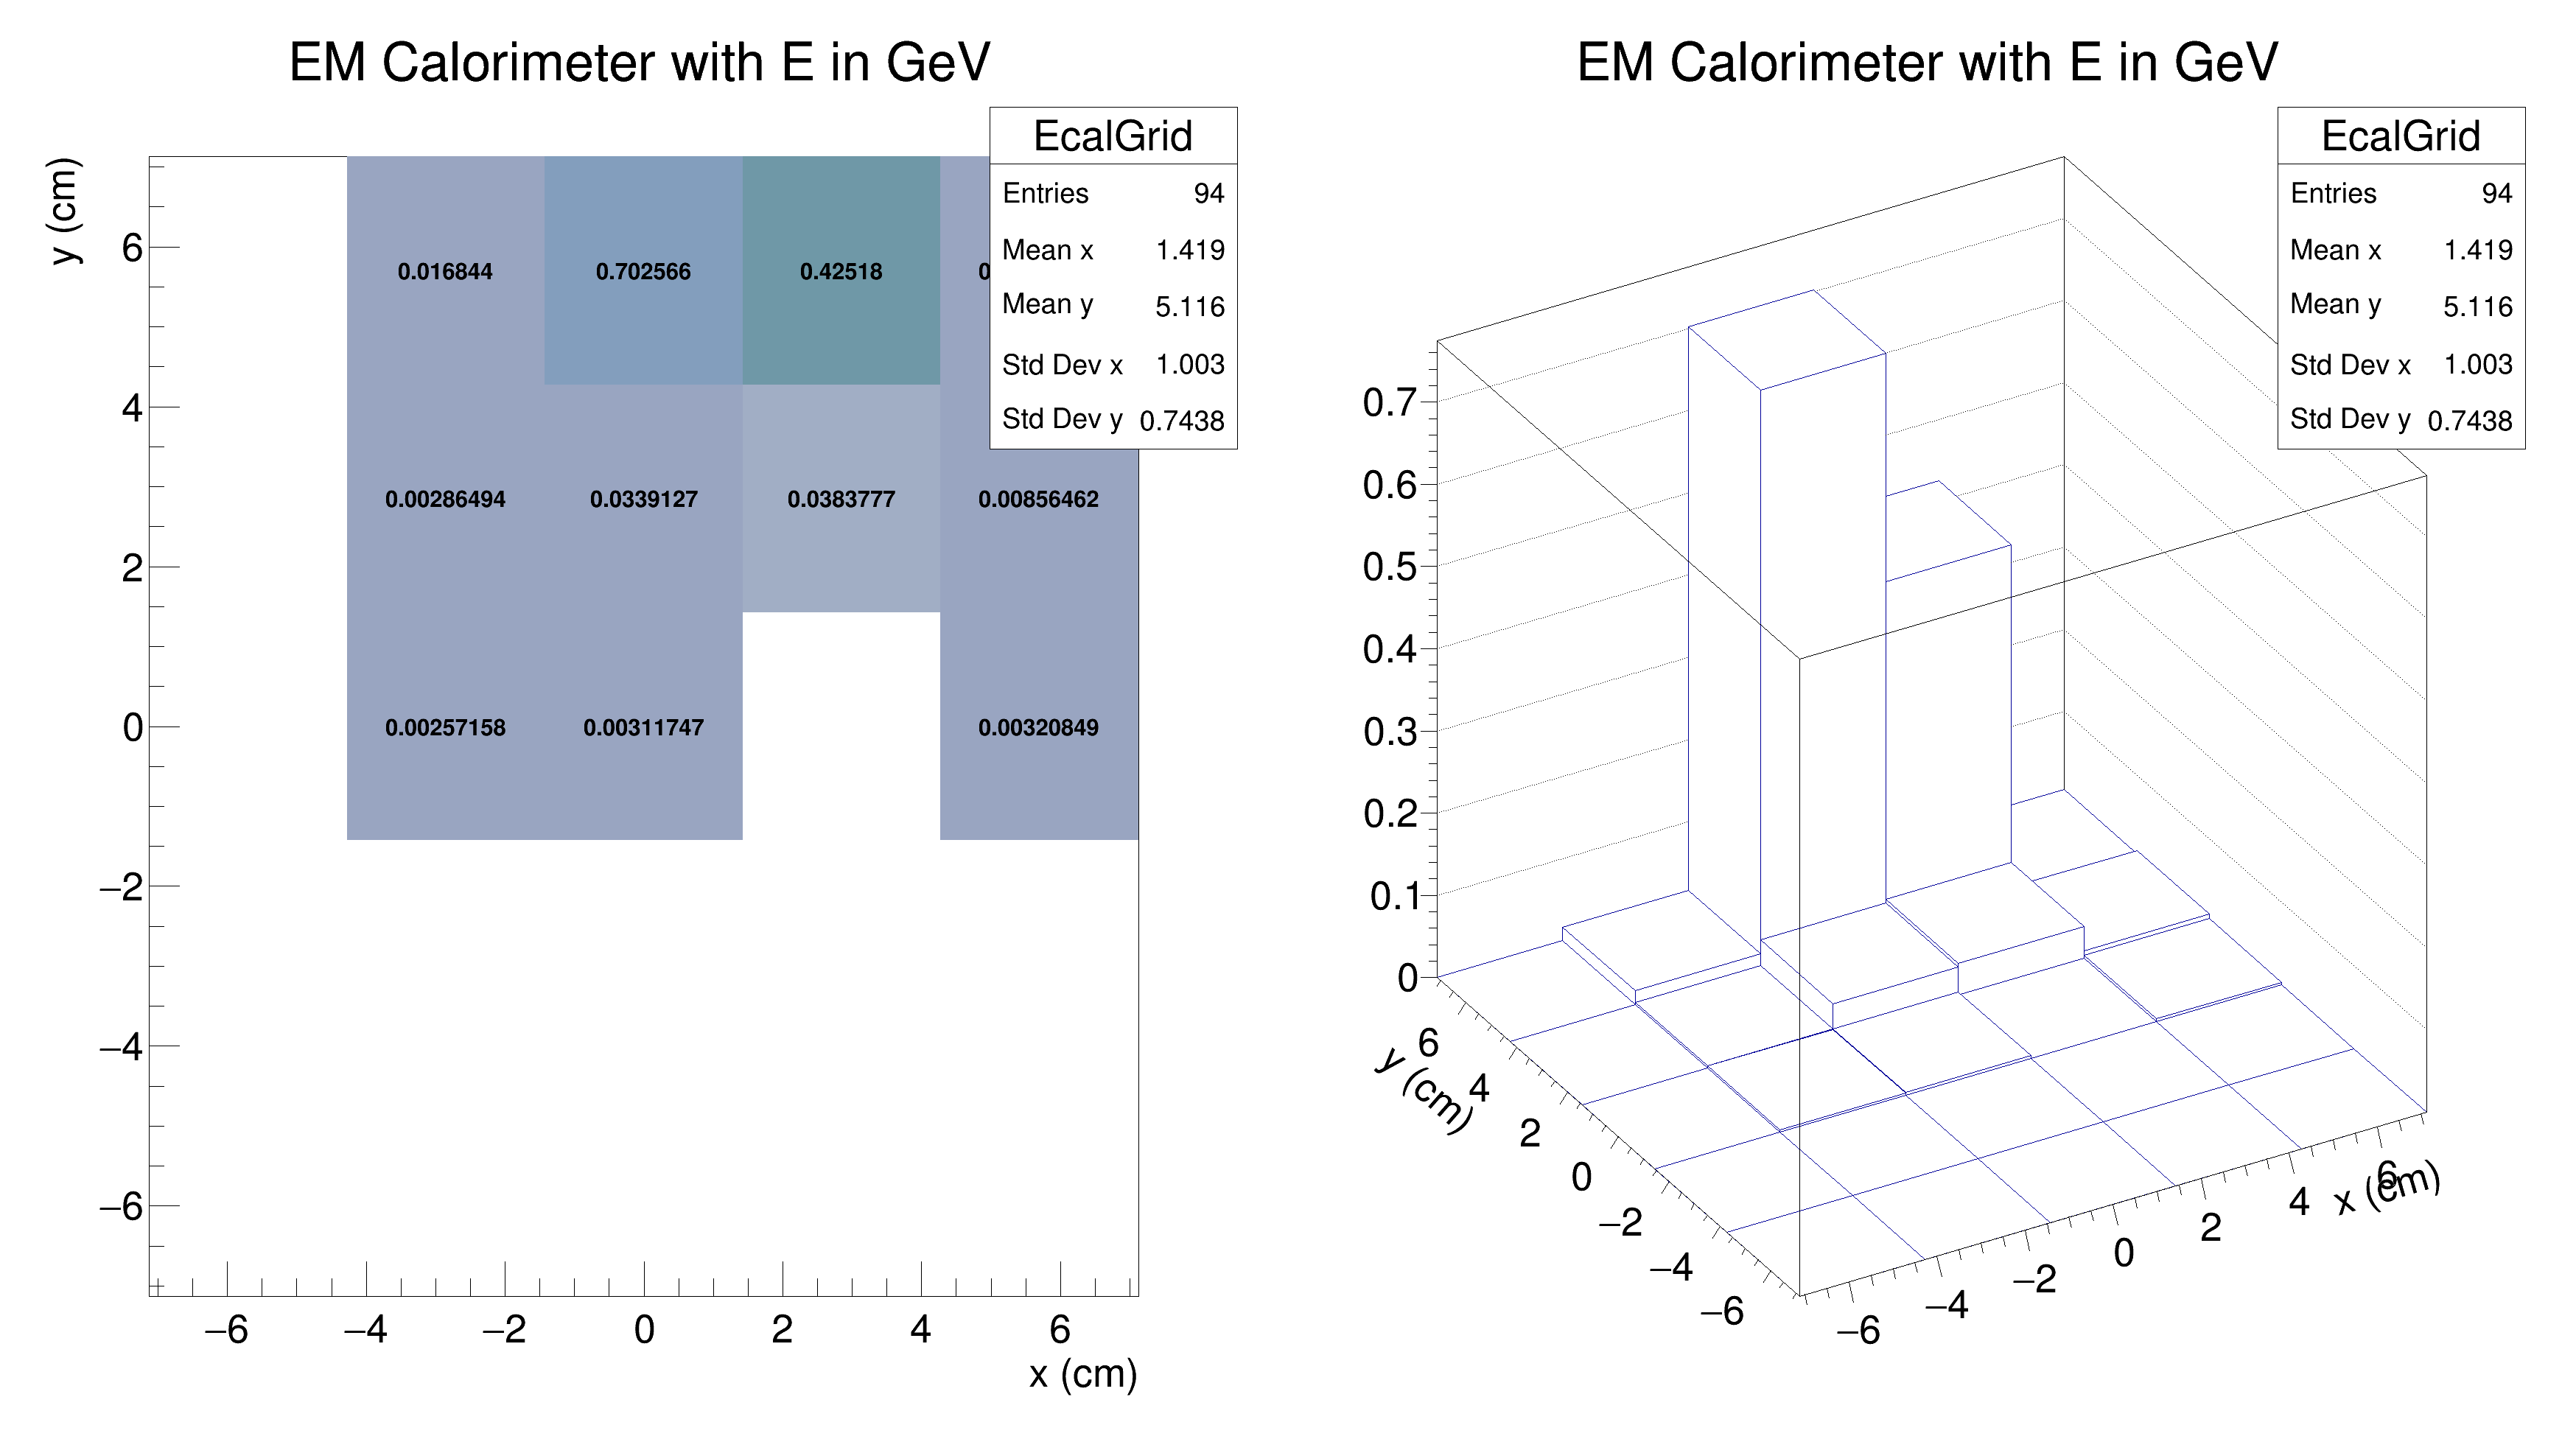 EM Calorimeter with E in GeV
EcalGrid
Entries 94
Mean x 1.419
Mean y 5.116
Std Dev x 1.003
Std Dev y 0.7438
y (cm)
6
4
2
0
−2
−4
−6
0.016844 0.702566 0.42518 0
0.00286494 0.0339127 0.0383777 0.00856462
0.00257158 0.00311747 0.00320849
−6 −4 −2 0 2 4 6
x (cm)
EM Calorimeter with E in GeV
EcalGrid
Entries 94
Mean x 1.419
Mean y 5.116
Std Dev x 1.003
Std Dev y 0.7438
0.7
0.6
0.5
0.4
0.3
0.2
0.1
0
6
4
2
0
−2
−4
−6
y (cm)
−6 −4 −2 0 2 4 6
x (cm)